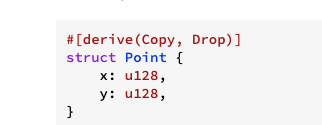 #[derive(Copy, Drop)]
struct Point {
    x: u128,
    y: u128,
}